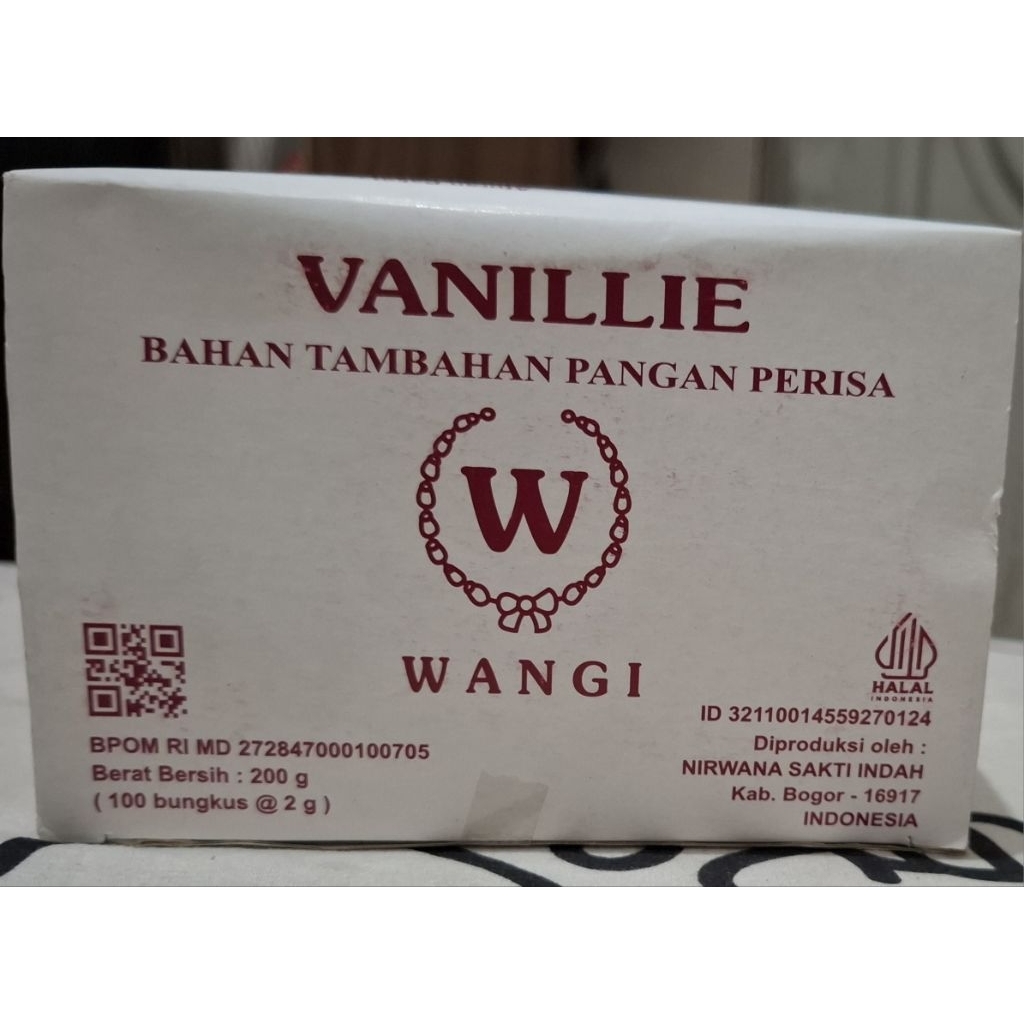 VANILLIE
BAHAN TAMBAHAN PANGAN PERISA
W
WANGI
BPOM RI MD 272847000100705
Berat Bersih : 200 g
( 100 bungkus @ 2 g )
HALAL
INDONESIA
ID 32110014559270124
Diproduksi oleh :
NIRWANA SAKTI INDAH
Kab. Bogor - 16917
INDONESIA